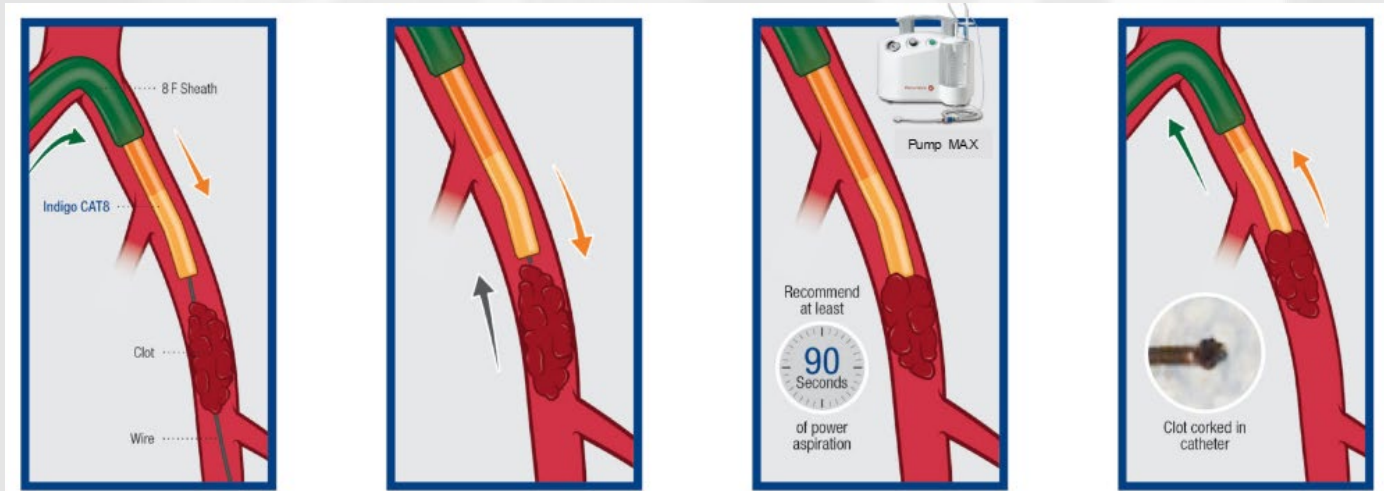 8 F Sheath
Indigo CAT8
Clot
Wire
Pump MAX
Recommend
at least
90
Seconds
of power
aspiration
Clot corked in
catheter